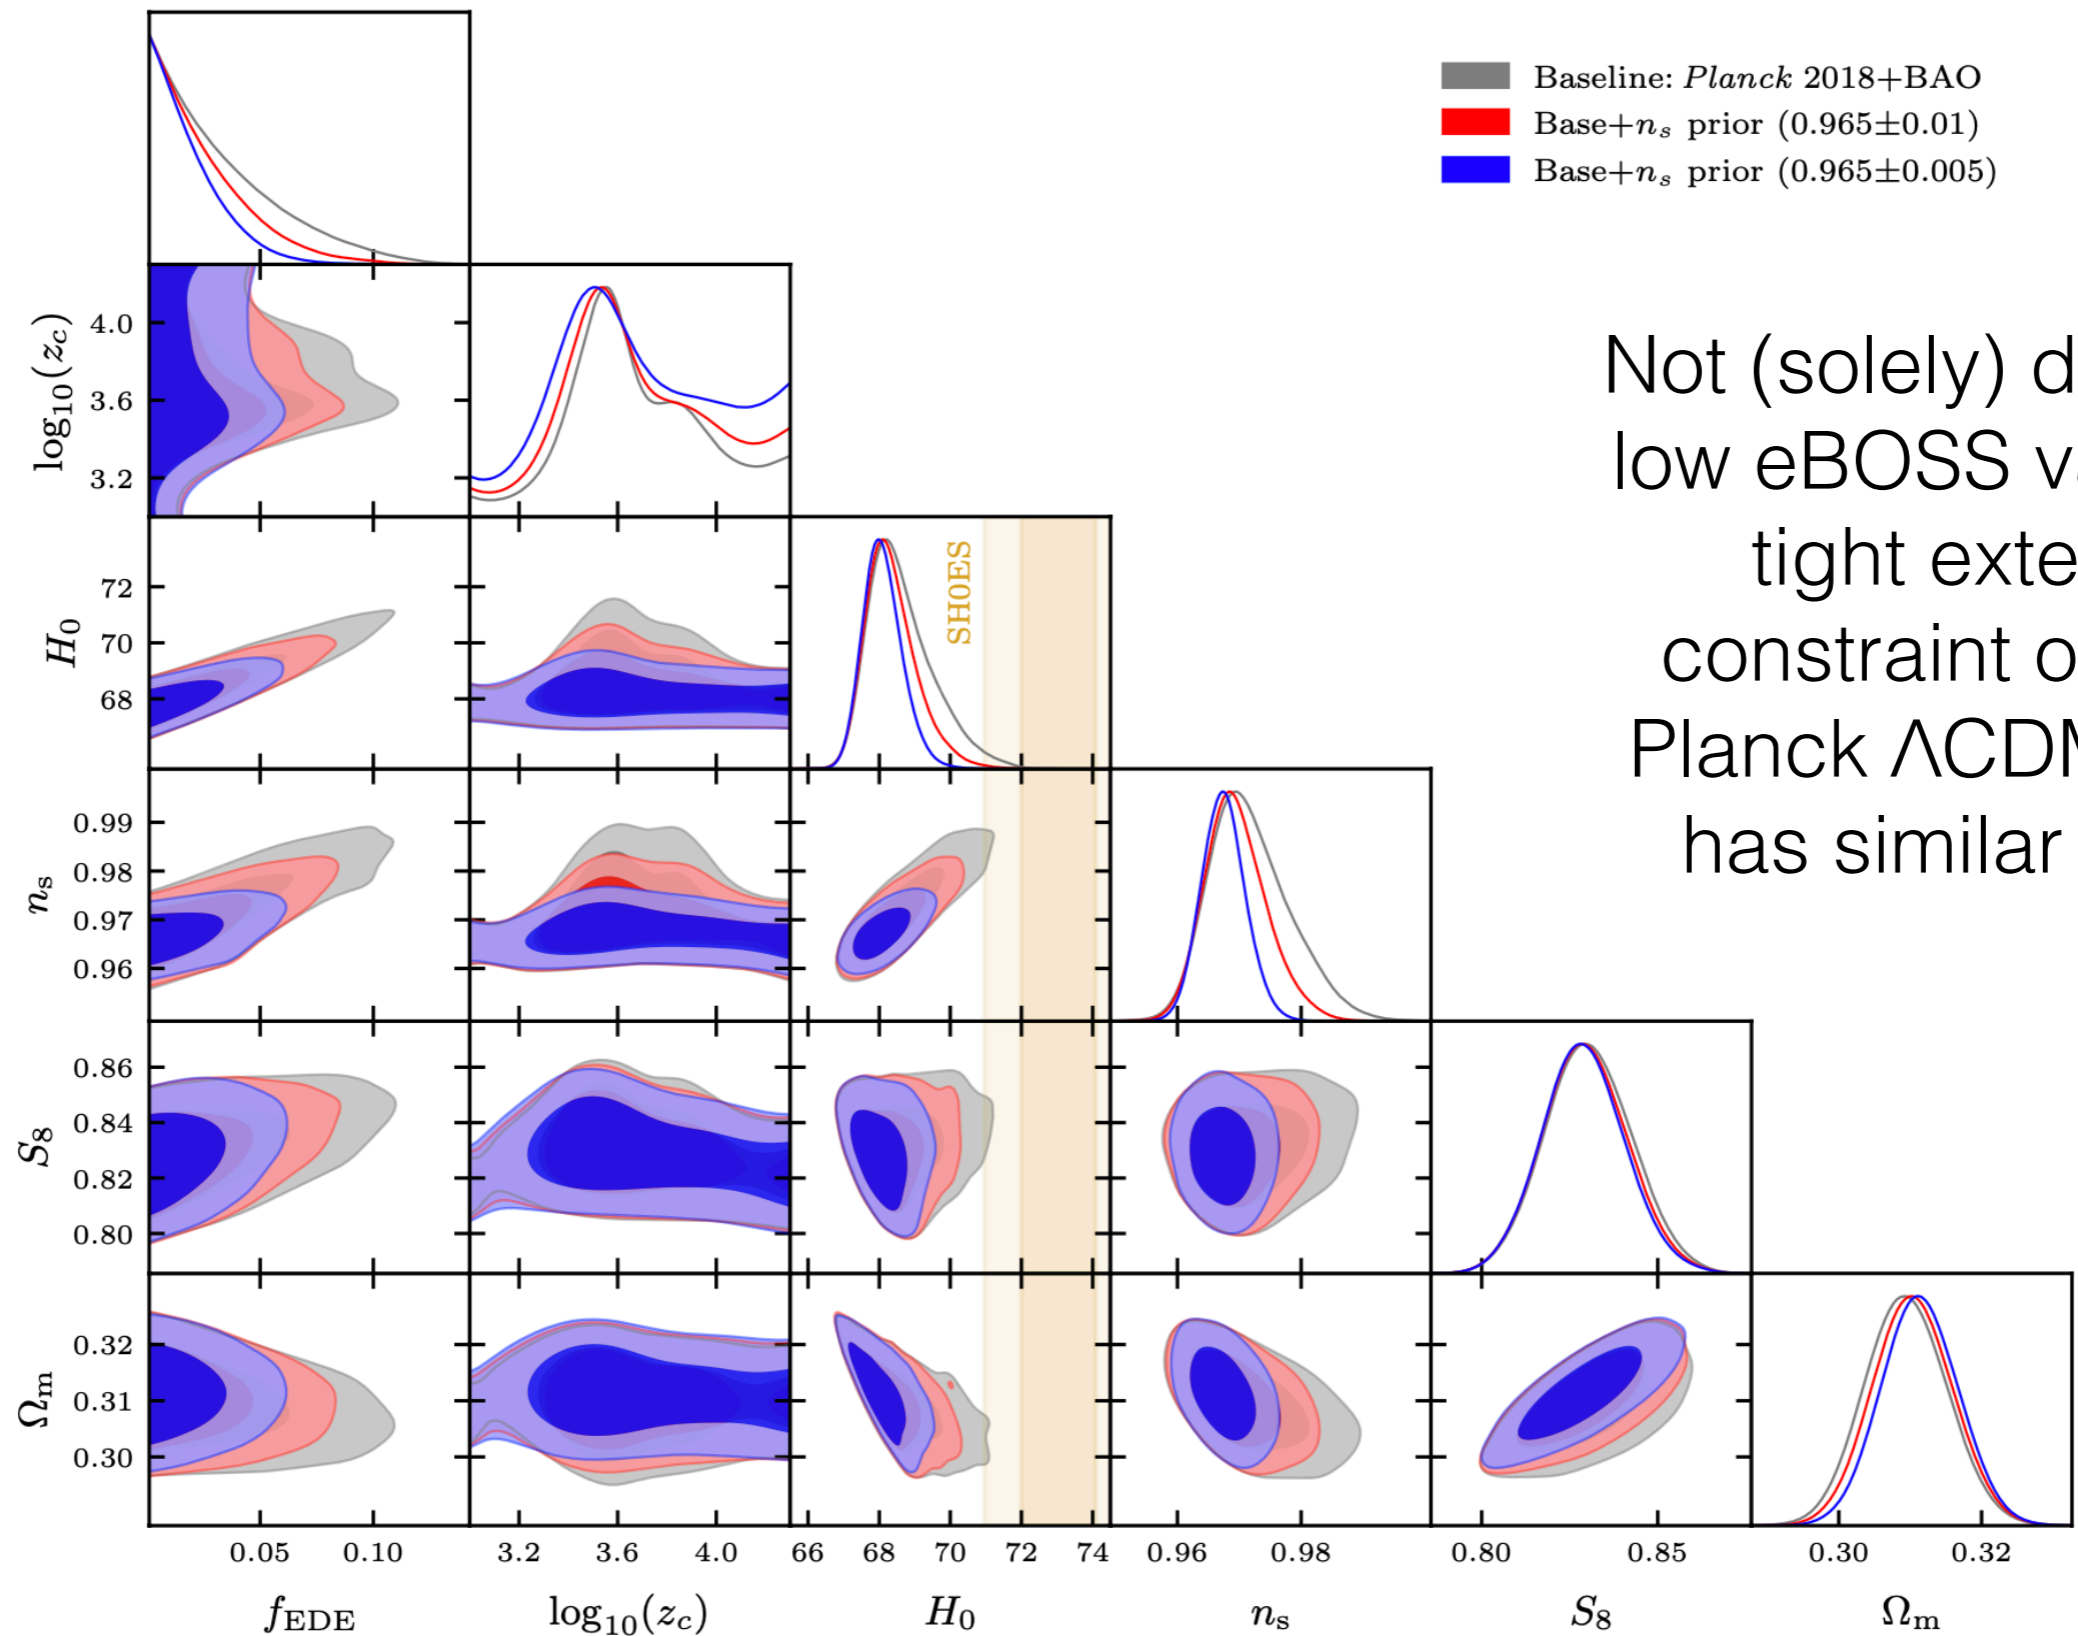 Baseline: Planck 2018+BAO
Base+nₛ prior (0.965±0.01)
Base+nₛ prior (0.965±0.005)
Not (solely)
low eBOSS
tight
constraint
Planck
has similar
log₁₀(z_c)
4.0
3.6
3.2
SH0ES
H₀
72
70
68
nₛ
0.99
0.98
0.97
0.96
S₈
0.86
0.84
0.82
0.80
Ωₘ
0.32
0.31
0.30
0.05 0.10 3.2 3.6 4.0 66 68 70 72 74 0.96 0.98 0.80 0.85 0.30 0.32
f_EDE log₁₀(z_c) H₀ nₛ S₈ Ωₘ